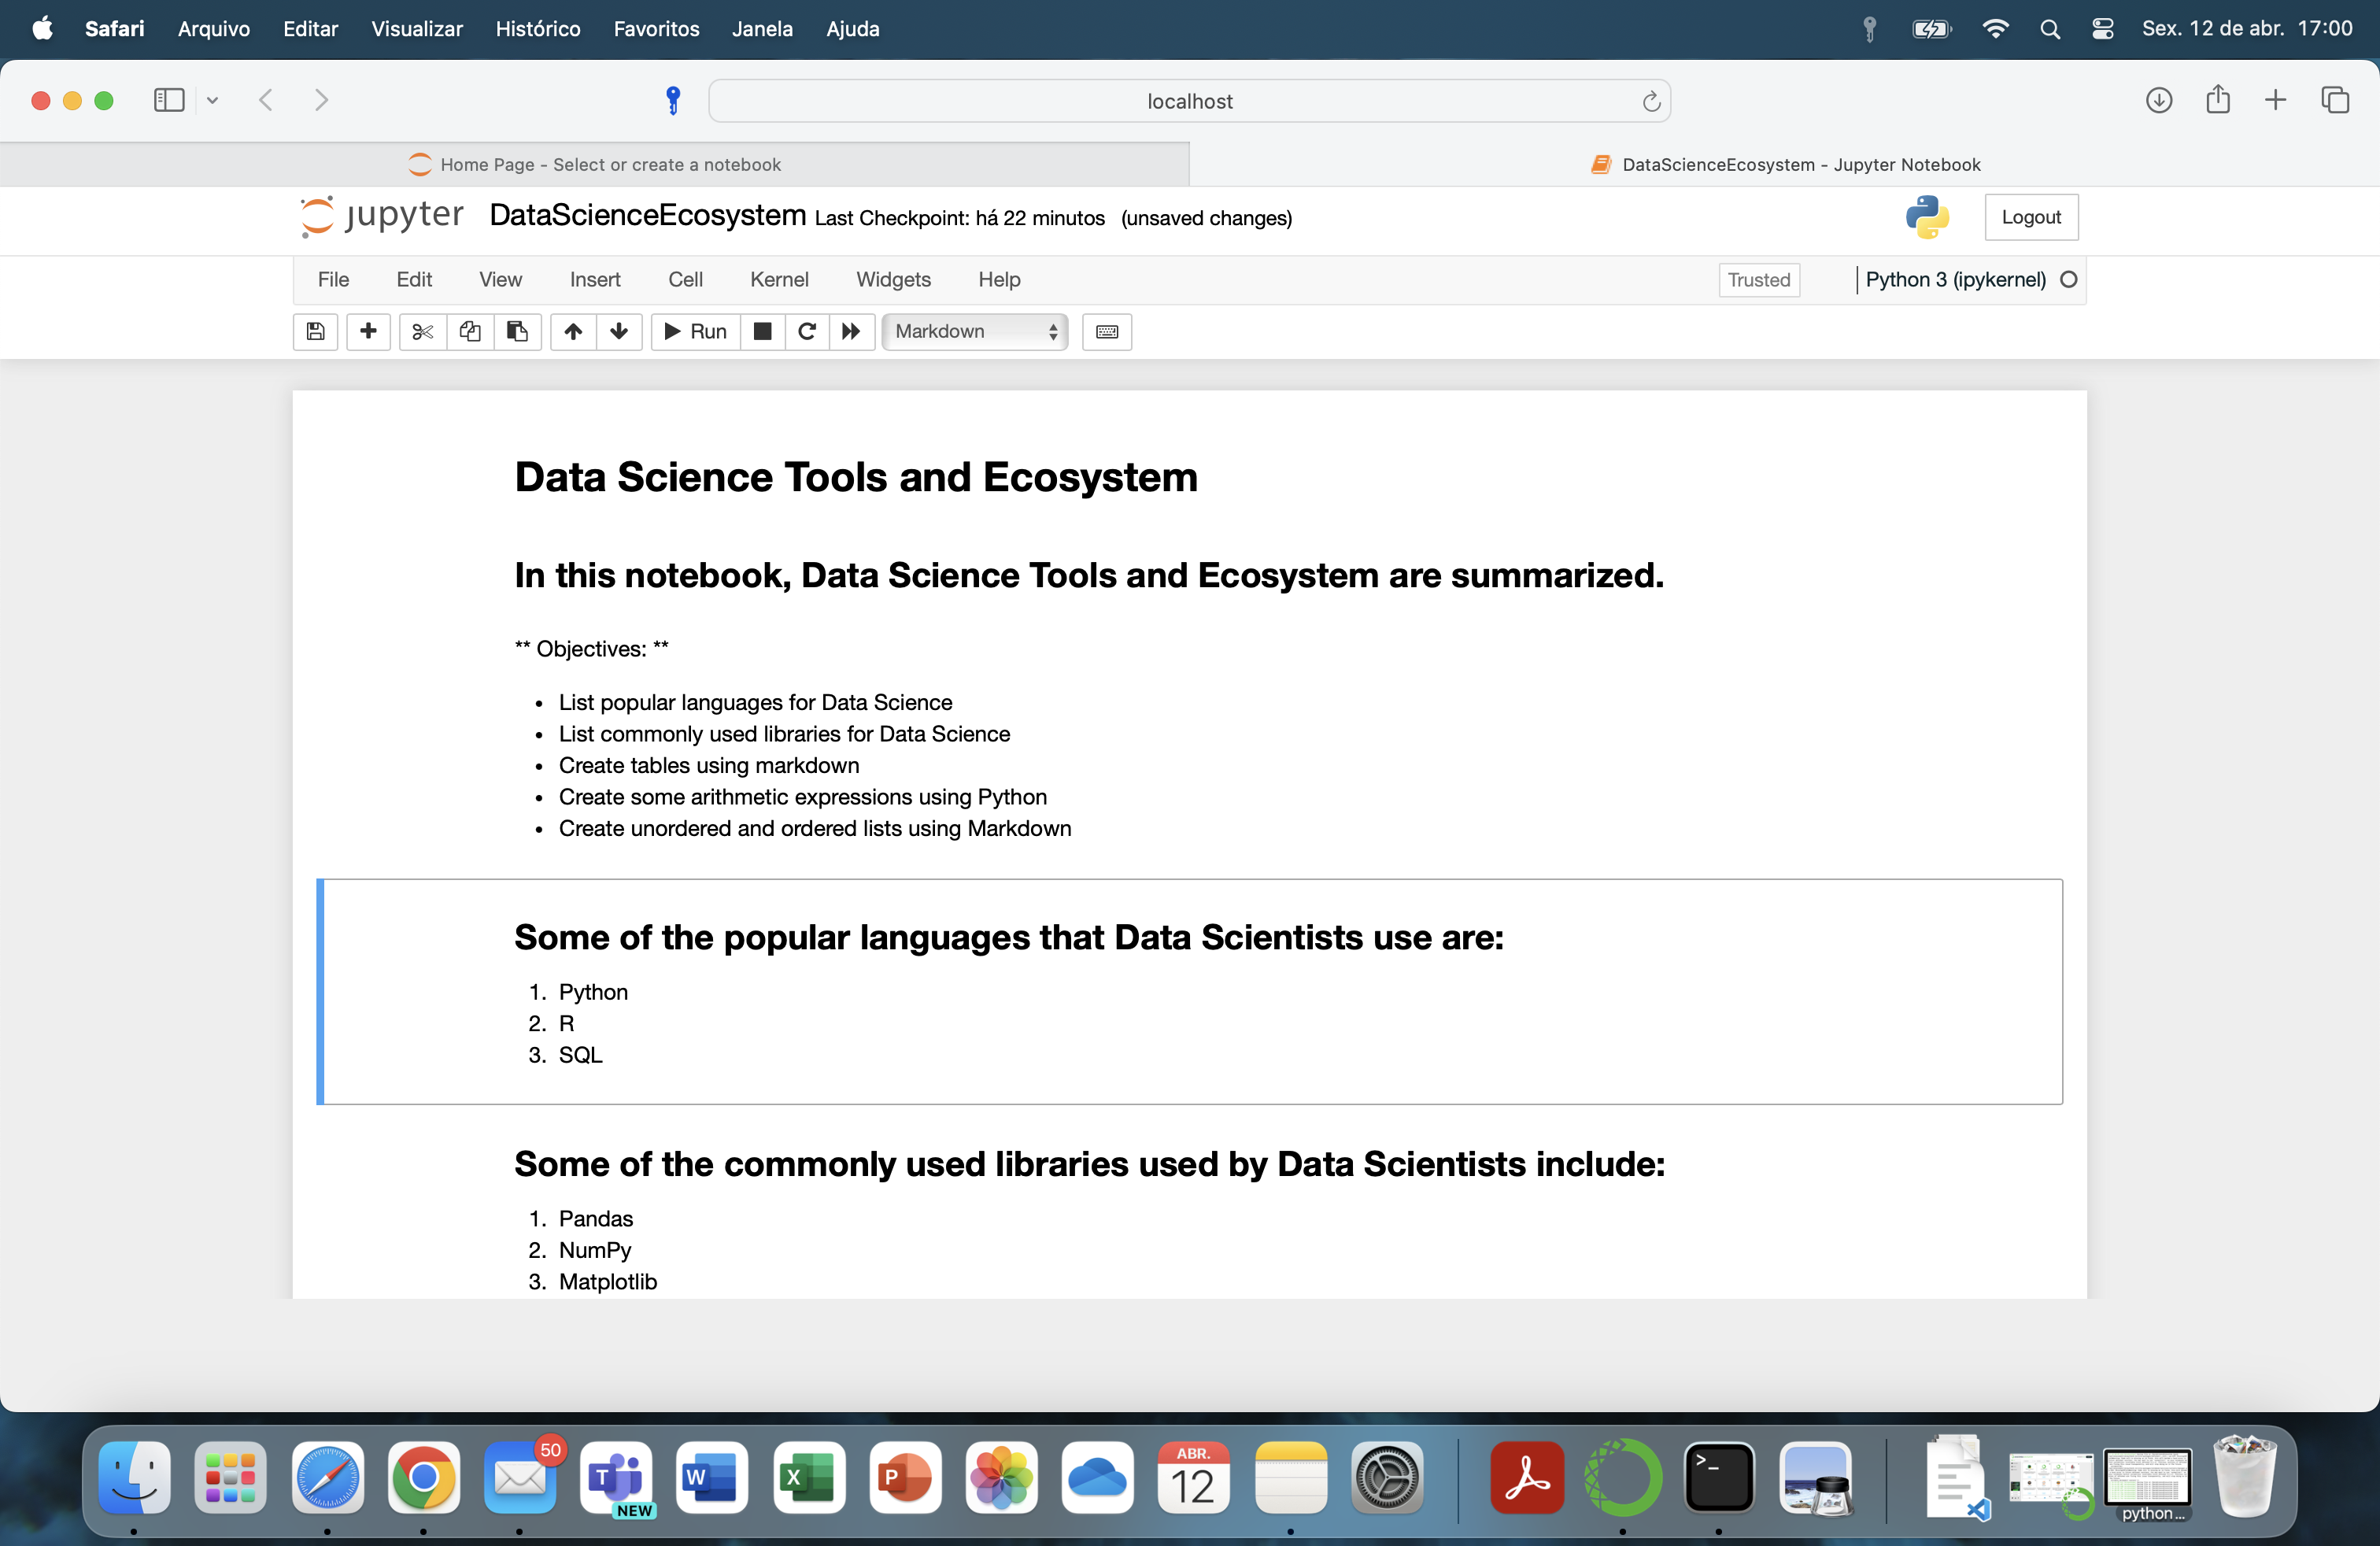 Safari Arquivo Editar Visualizar Histórico Favoritos Janela Ajuda Sex. 12 de abr. 17:00
localhost
Home Page - Select or create a notebook DataScienceEcosystem - Jupyter Notebook
jupyter DataScienceEcosystem Last Checkpoint: há 22 minutos (unsaved changes) Logout
File Edit View Insert Cell Kernel Widgets Help Trusted Python 3 (ipykernel)
Run Markdown
Data Science Tools and Ecosystem
In this notebook, Data Science Tools and Ecosystem are summarized.
** Objectives: **
• List popular languages for Data Science
• List commonly used libraries for Data Science
• Create tables using markdown
• Create some arithmetic expressions using Python
• Create unordered and ordered lists using Markdown
Some of the popular languages that Data Scientists use are:
1. Python
2. R
3. SQL
Some of the commonly used libraries used by Data Scientists include:
1. Pandas
2. NumPy
3. Matplotlib
50
T NEW
W
X
P
ABR.
12
>_
python...